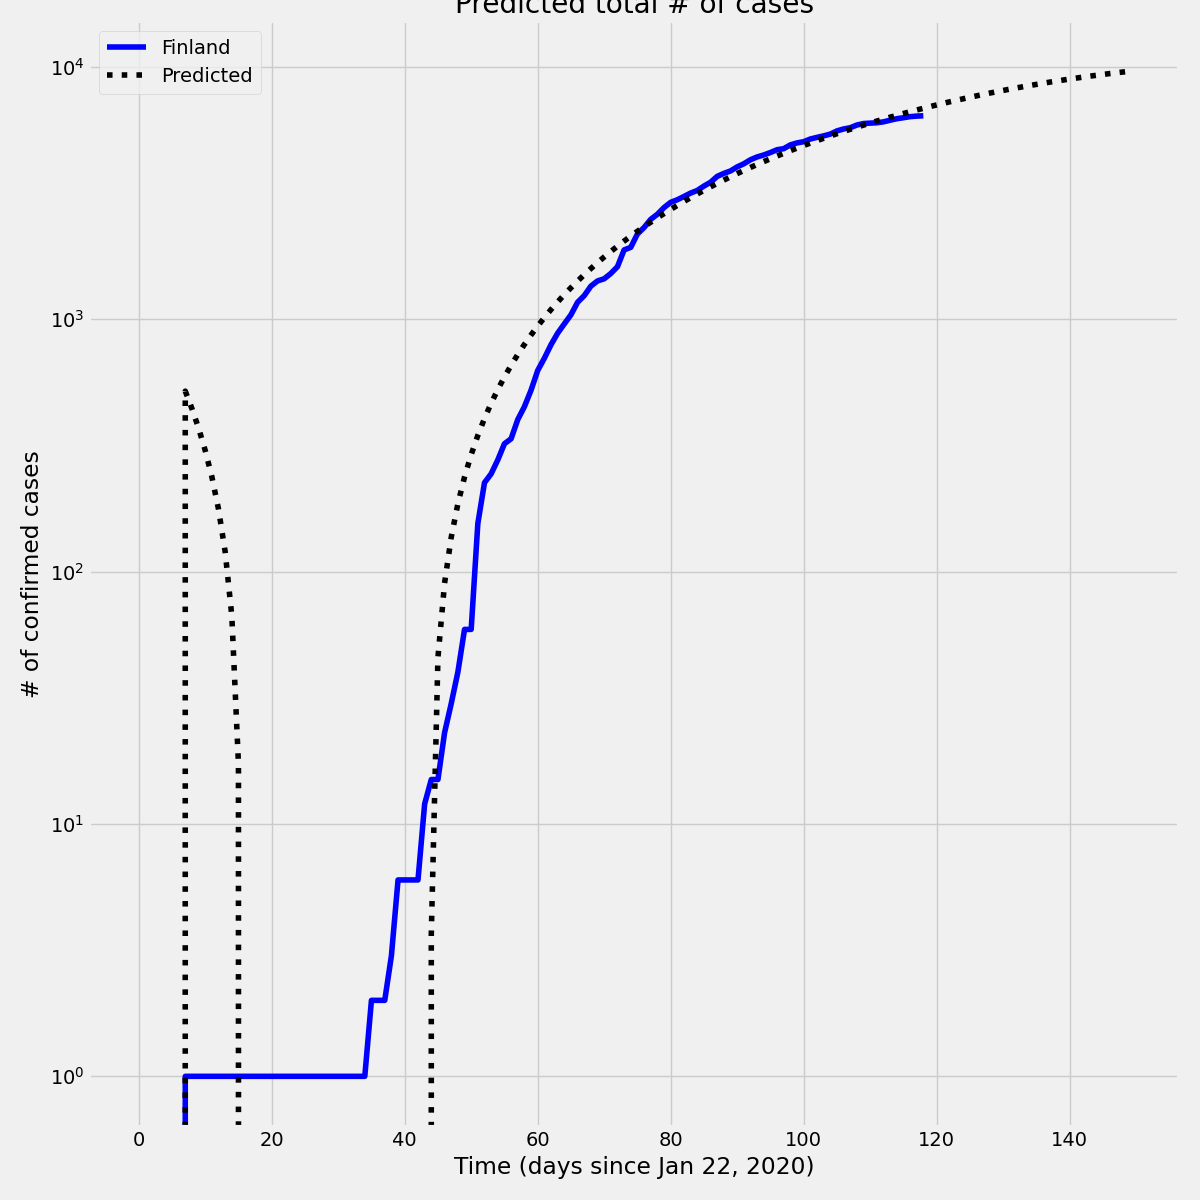 Predicted total # of cases
Finland
Predicted
10⁴
10³
10²
10¹
10⁰
# of confirmed cases
0 20 40 60 80 100 120 140
Time (days since Jan 22, 2020)